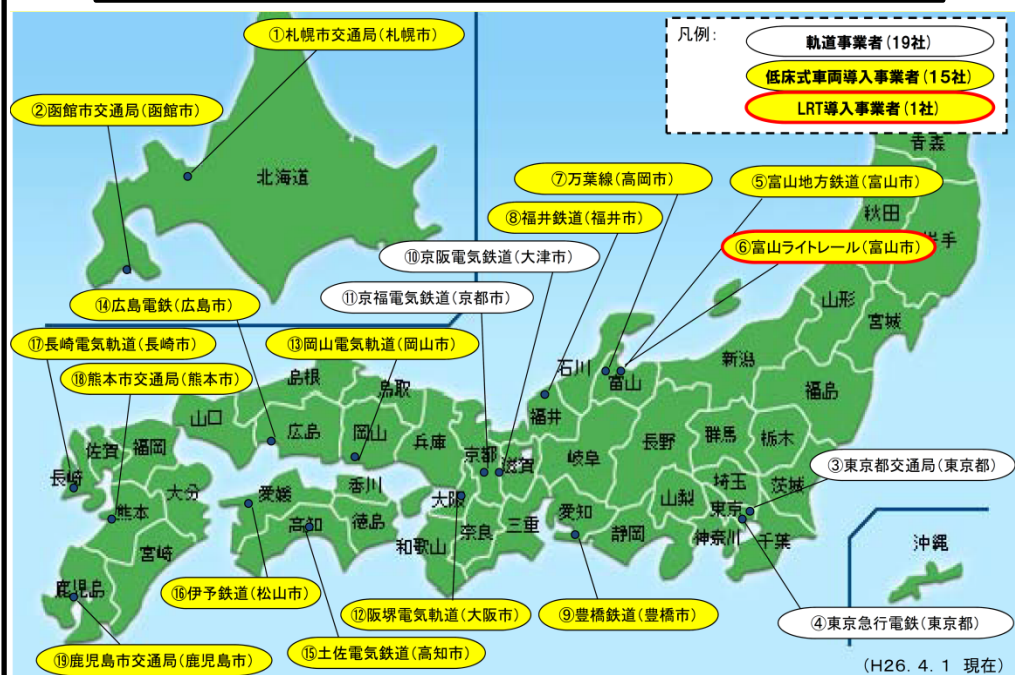 ①札幌市交通局(札幌市)
凡例:
軌道事業者(19社)
低床式車両導入事業者(15社)
LRT導入事業者(1社)
②函館市交通局(函館市)
北海道
青森
⑦万葉線(高岡市)
⑤富山地方鉄道(富山市)
秋田
⑧福井鉄道(福井市)
岩手
⑩京阪電気鉄道(大津市)
⑥富山ライトレール(富山市)
⑪京福電気鉄道(京都市)
⑭広島電鉄(広島市)
山形
宮城
⑰長崎電気軌道(長崎市)
⑬岡山電気軌道(岡山市)
⑱熊本市交通局(熊本市)
島根
鳥取
石川
富山
新潟
福島
山口
広島
岡山
兵庫
福井
京都
滋賀
岐阜
長野
群馬
栃木
佐賀
福岡
長崎
大分
愛媛
香川
大阪
③東京都交通局(東京都)
埼玉
茨城
山梨
東京
熊本
高知
徳島
奈良
三重
愛知
静岡
神奈川
千葉
宮崎
和歌山
沖縄
鹿児島
⑯伊予鉄道(松山市)
⑫阪堺電気軌道(大阪市)
⑨豊橋鉄道(豊橋市)
④東京急行電鉄(東京都)
⑮土佐電気鉄道(高知市)
⑲鹿児島市交通局(鹿児島市)
(H26.4.1 現在)